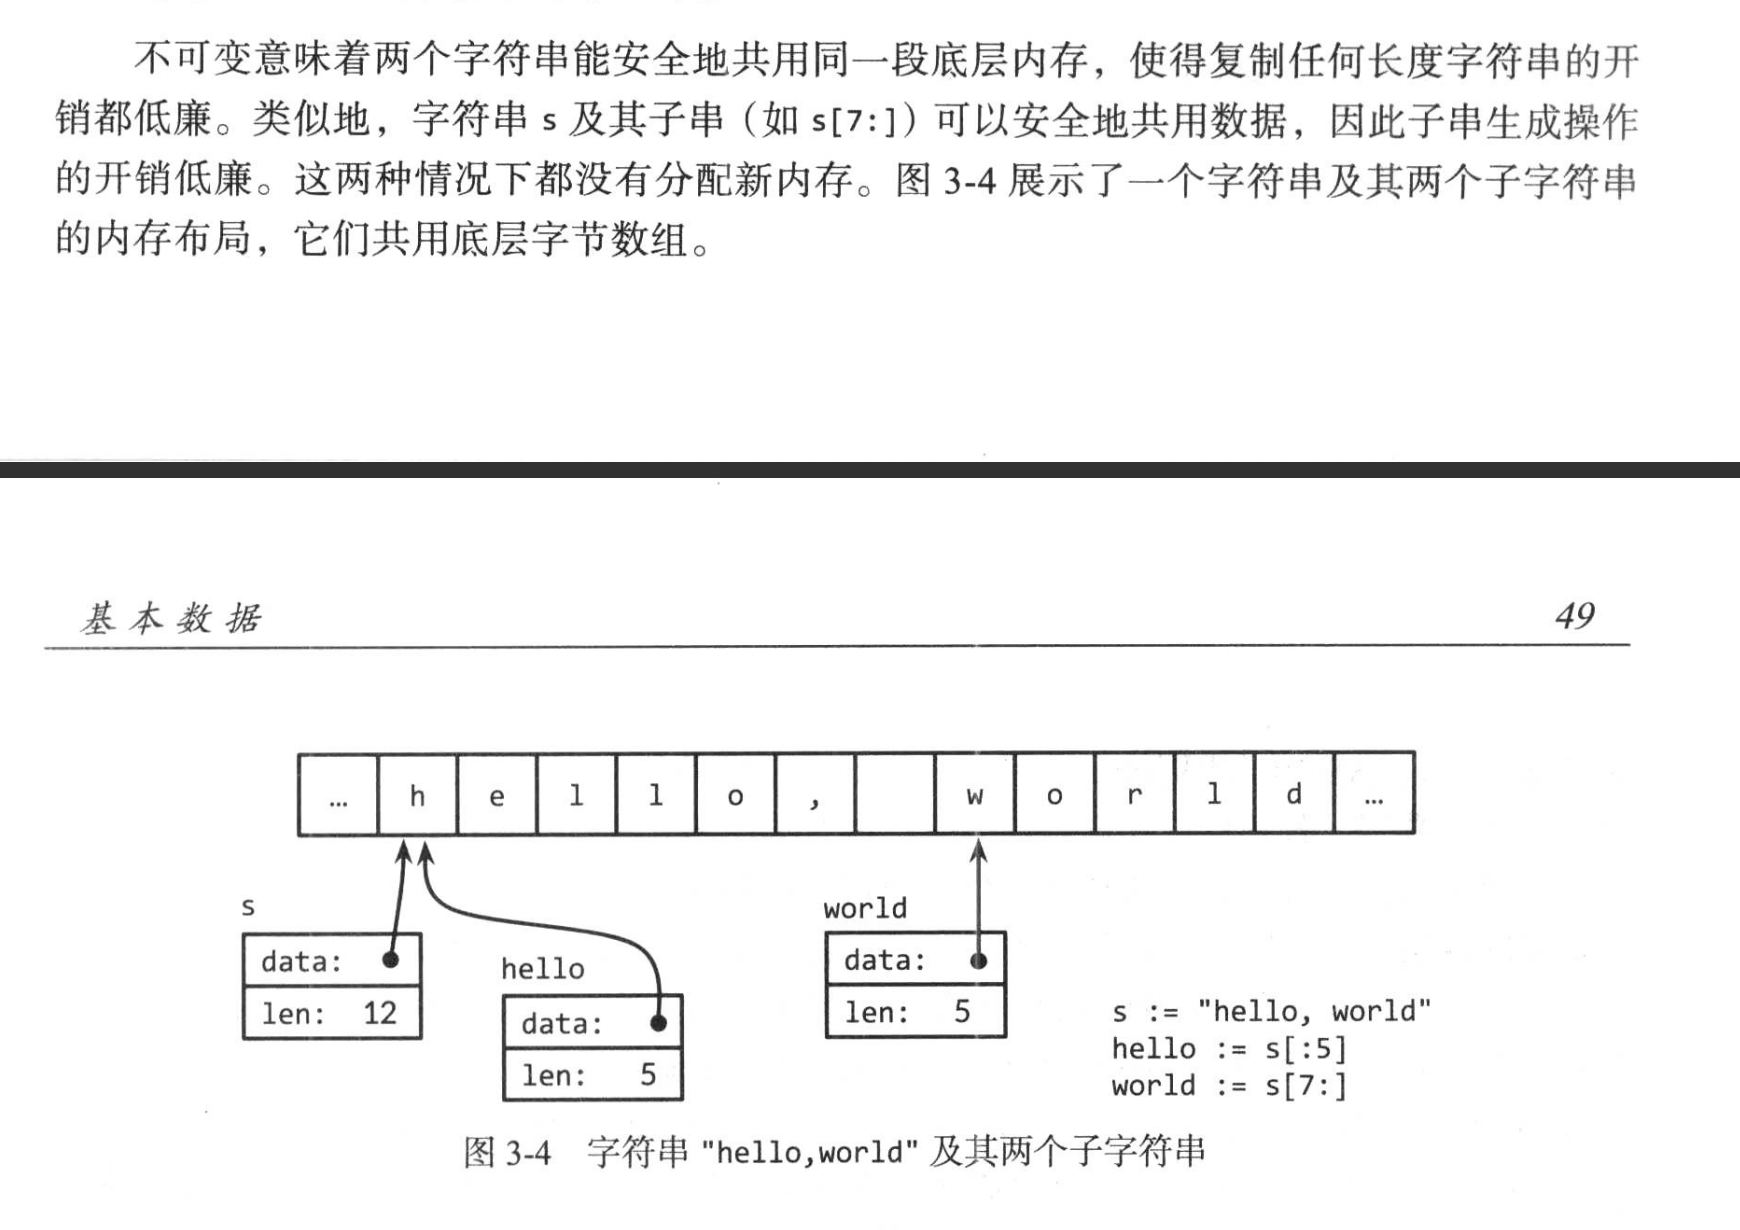 不可变意味着两个字符串能安全地共用同一段底层内存，使得复制任何长度字符串的开
销都低廉。类似地，字符串 s 及其子串（如 s[7:]）可以安全地共用数据，因此子串生成操作
的开销低廉。这两种情况下都没有分配新内存。图 3-4 展示了一个字符串及其两个子字符串
的内存布局，它们共用底层字节数组。
基本数据 49
... h e l l o , w o r l d ...
s
data:
len: 12
hello
data:
len: 5
world
data:
len: 5
s := "hello, world"
hello := s[:5]
world := s[7:]
图 3-4 字符串 "hello,world" 及其两个子字符串